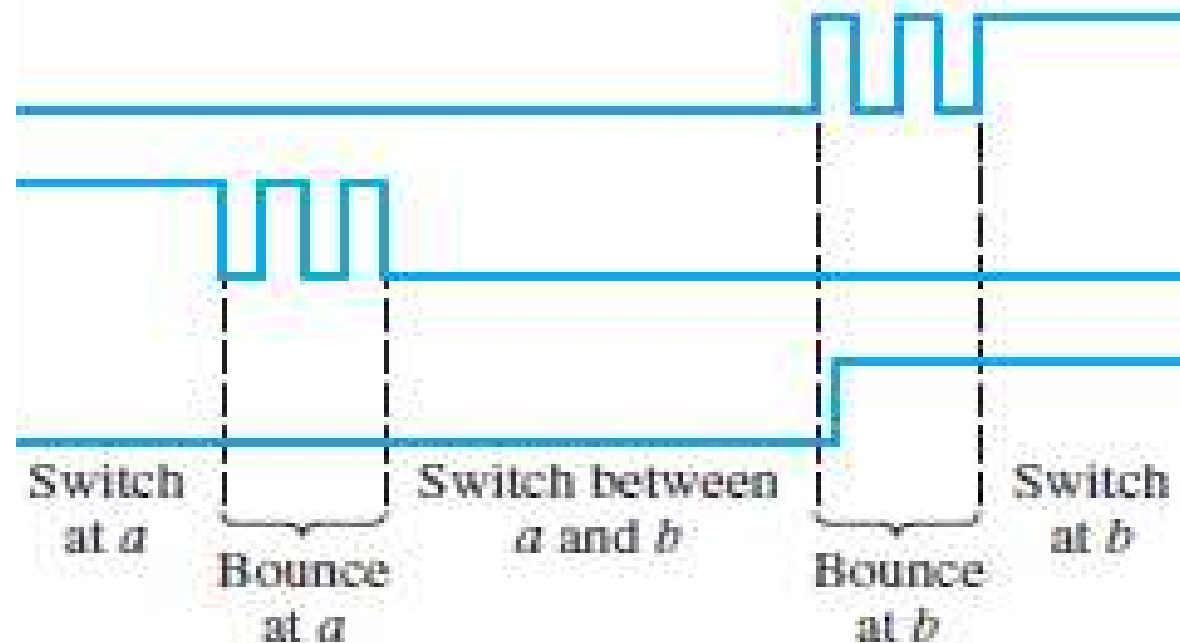 Switch
at a
Bounce
at a
Switch between
a and b
Bounce
at b
Switch
at b